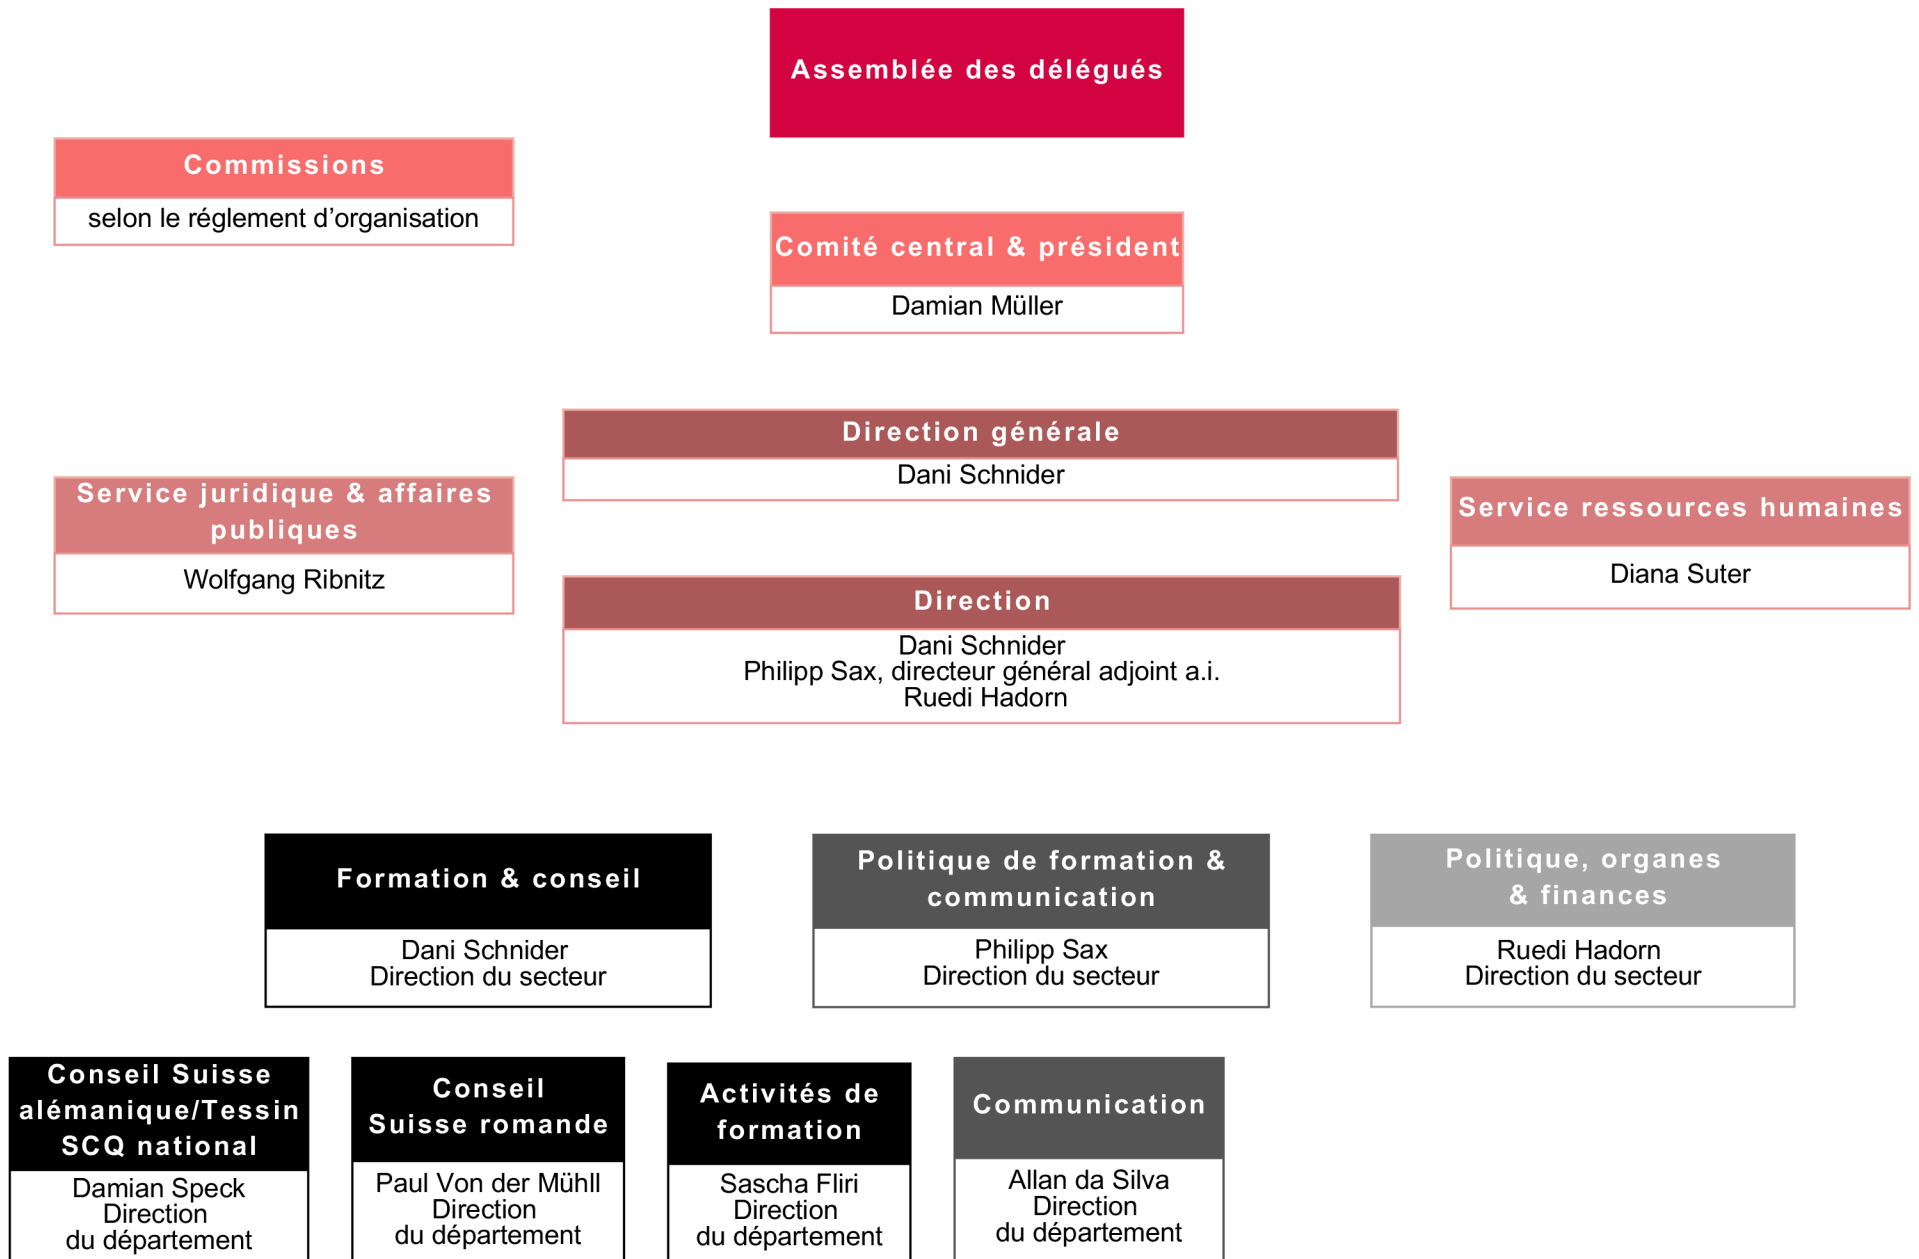 Assemblée des délégués
Commissions
selon le réglement d’organisation
Comité central & président
Damian Müller
Direction générale
Dani Schnider
Service juridique & affaires
publiques
Wolfgang Ribnitz
Service ressources humaines
Diana Suter
Direction
Dani Schnider
Philipp Sax, directeur général adjoint a.i.
Ruedi Hadorn
Formation & conseil
Dani Schnider
Direction du secteur
Politique de formation &
communication
Philipp Sax
Direction du secteur
Politique, organes
& finances
Ruedi Hadorn
Direction du secteur
Conseil Suisse
alémanique/Tessin
SCQ national
Damian Speck
Direction
du département
Conseil
Suisse romande
Paul Von der Mühll
Direction
du département
Activités de
formation
Sascha Fliri
Direction
du département
Communication
Allan da Silva
Direction
du département